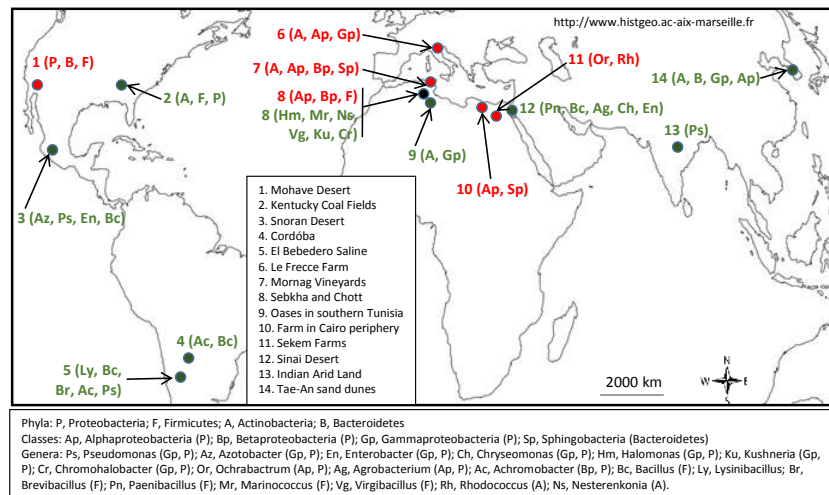 http://www.histgeo.ac-aix-marseille.fr
6 (A, Ap, Gp)
1 (P, B, F)
7 (A, Ap, Bp, Sp)
11 (Or, Rh)
14 (A, B, Gp, Ap)
2 (A, F, P)
8 (Ap, Bp, F)
8 (Hm, Mr, Ns,
Vg, Ku, Cr)
12 (Pn, Bc, Ag, Ch, En)
13 (Ps)
9 (A, Gp)
10 (Ap, Sp)
3 (Az, Ps, En, Bc)
1. Mohave Desert
2. Kentucky Coal Fields
3. Snoran Desert
4. Cordóba
5. El Bebedero Saline
6. Le Frecce Farm
7. Mornag Vineyards
8. Sebkha and Chott
9. Oases in southern Tunisia
10. Farm in Cairo periphery
11. Sekem Farms
12. Sinai Desert
13. Indian Arid Land
14. Tae-An sand dunes
4 (Ac, Bc)
5 (Ly, Bc,
Br, Ac, Ps)
2000 km
N
W
E
S
Phyla: P, Proteobacteria; F, Firmicutes; A, Actinobacteria; B, Bacteroidetes
Classes: Ap, Alphaproteobacteria (P); Bp, Betaproteobacteria (P); Gp, Gammaproteobacteria (P); Sp, Sphingobacteria (Bacteroidetes)
Genera: Ps, Pseudomonas (Gp, P); Az, Azotobacter (Gp, P); En, Enterobacter (Gp, P); Ch, Chryseomonas (Gp, P); Hm, Halomonas (Gp, P); Ku, Kushneria (Gp,
P); Cr, Chromohalobacter (Gp, P); Or, Ochrabactrum (Ap, P); Ag, Agrobacterium (Ap, P); Ac, Achromobacter (Bp, P); Bc, Bacillus (F); Ly, Lysinibacillus; Br,
Brevibacillus (F); Pn, Paenibacillus (F); Mr, Marinococcus (F); Vg, Virgibacillus (F); Rh, Rhodococcus (A); Ns, Nesterenkonia (A).